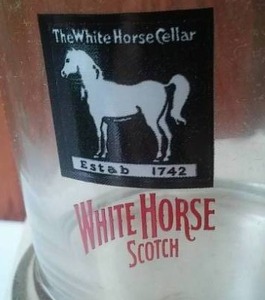 The White Horse Cellar
Estab 1742
WHITE HORSE
SCOTCH